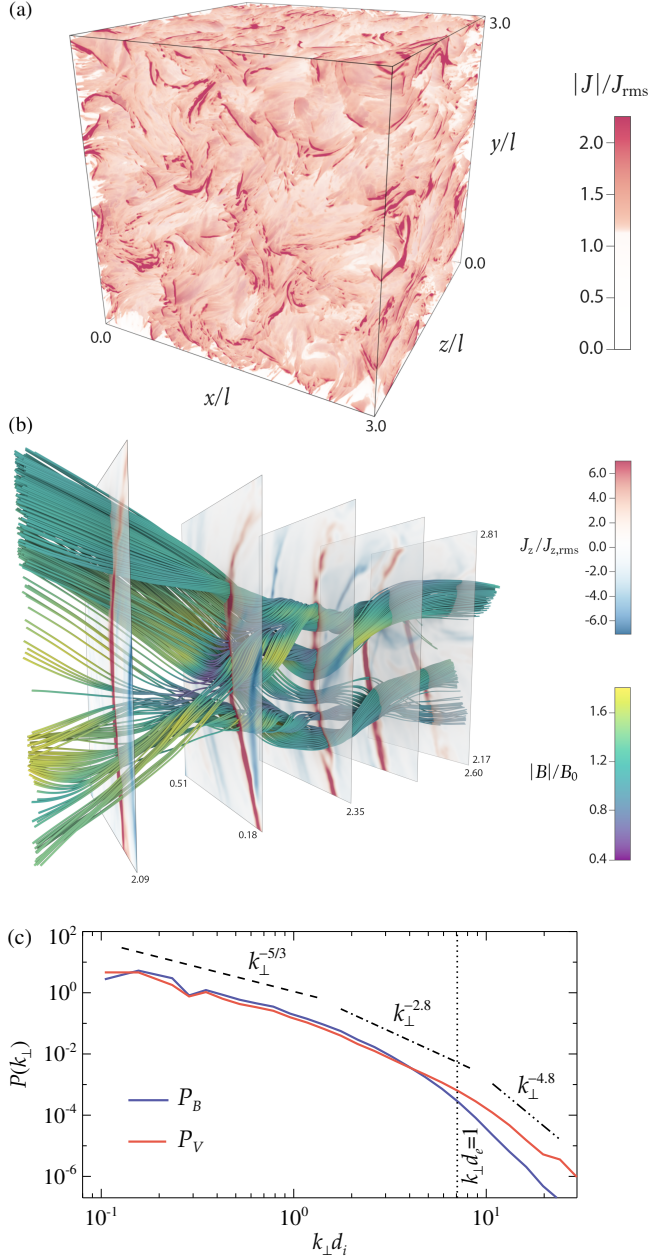 (a)
3.0
|J|/J_rms
2.0
1.5
1.0
0.5
0.0
y/l
0.0
z/l
0.0
x/l
3.0
(b)
2.81
6.0
4.0
2.0
0.0
-2.0
-4.0
-6.0
J_z/J_z,rms
1.6
1.2
0.8
0.4
|B|/B_0
2.17
2.60
0.51
2.35
0.18
2.09
(c)
10^2
10^0
10^-2
10^-4
10^-6
P(k_⊥)
k_⊥^-5/3
k_⊥^-2.8
k_⊥^-4.8
P_B
P_V
k_⊥d_e=1
10^-1
10^0
10^1
k_⊥d_i